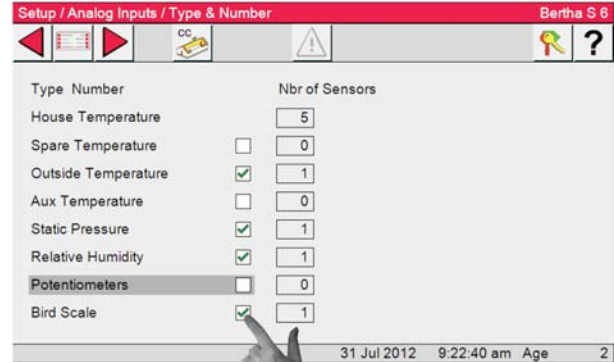 Setup / Analog Inputs / Type & Number Bertha S 6
CC ?
Type Number Nbr of Sensors
House Temperature 5
Spare Temperature 0
Outside Temperature 1
Aux Temperature 0
Static Pressure 1
Relative Humidity 1
Potentiometers 0
Bird Scale 1
31 Jul 2012 9:22:40 am Age 2